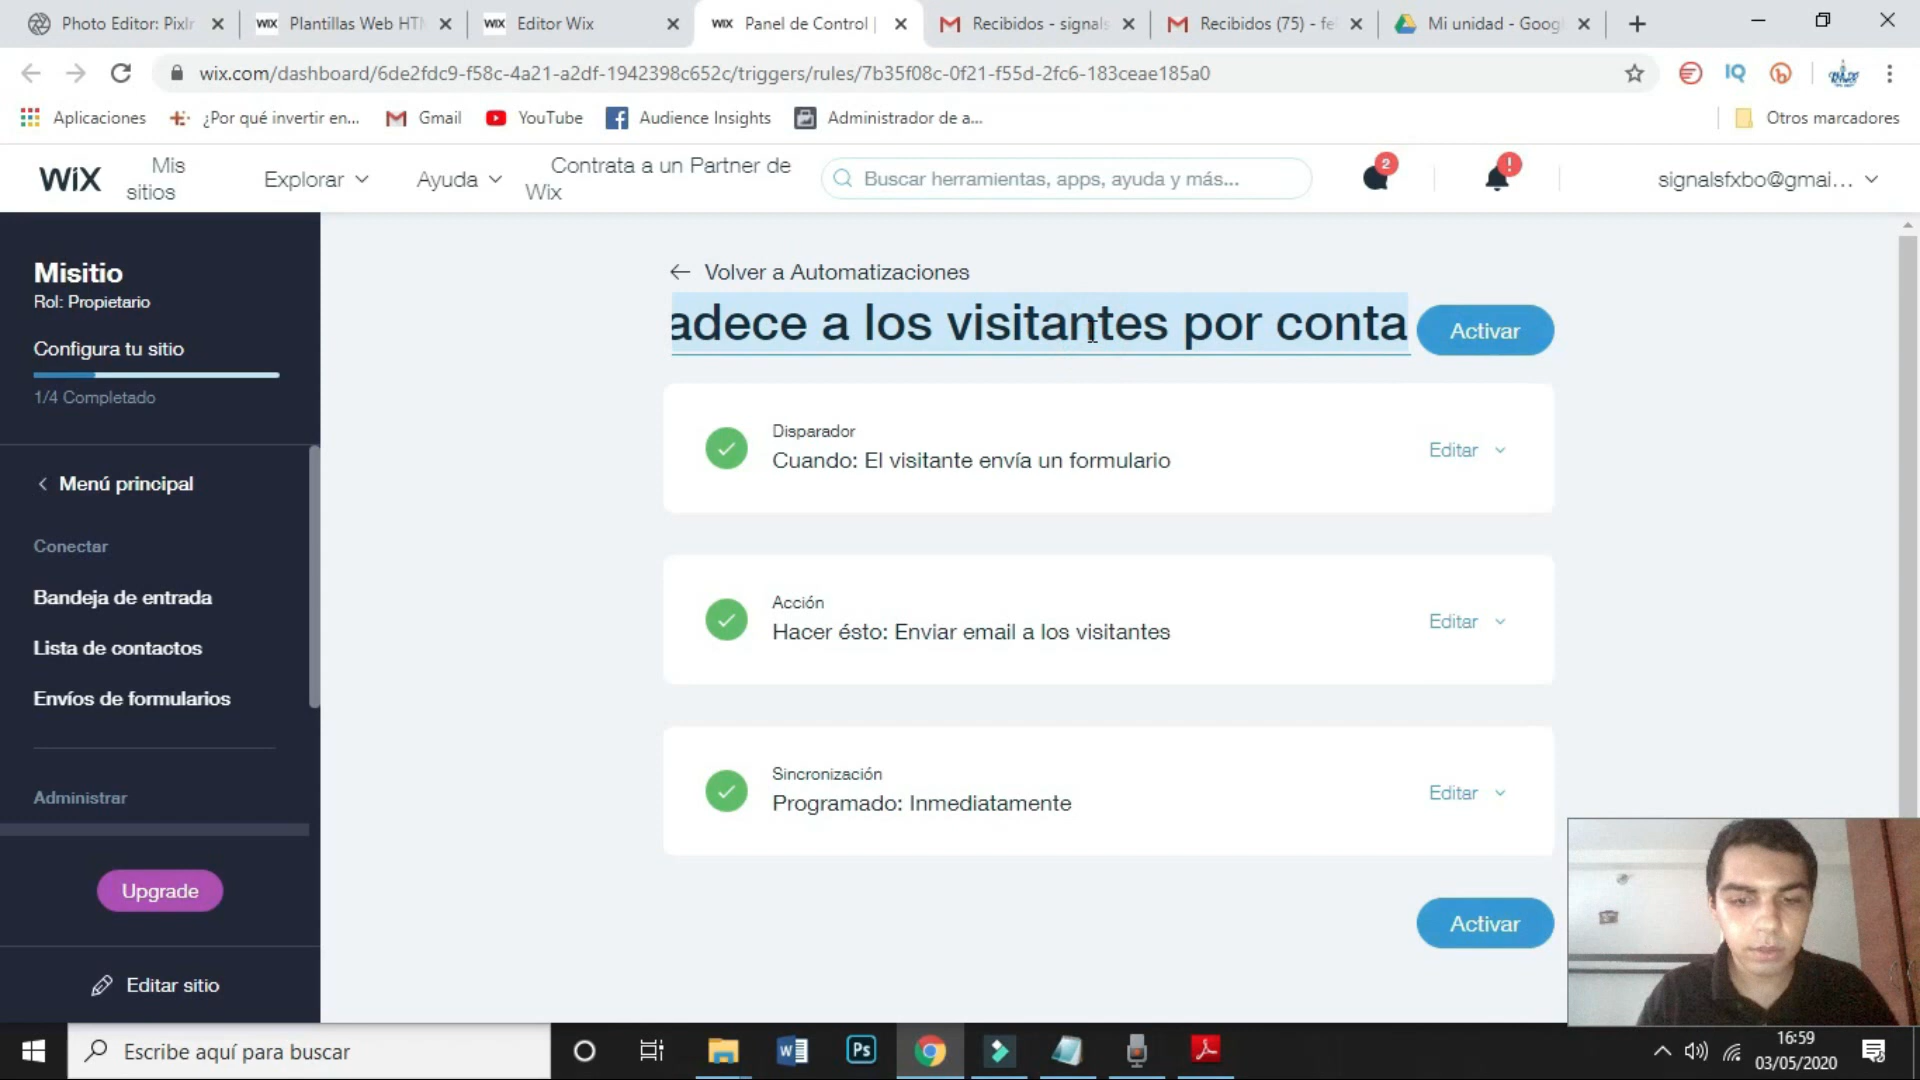 Photo Editor: Pixlr
WiX Plantillas Web HTM
WiX Editor Wix
WiX Panel de Control |
Recibidos - signals
Recibidos (75) - fe
Mi unidad - Goog
wix.com/dashboard/6de2fdc9-f58c-4a21-a2df-1942398c652c/triggers/rules/7b35f08c-0f21-f55d-2fc6-183ceae185a0
IQ
Aplicaciones
¿Por qué invertir en...
Gmail
YouTube
Audience Insights
Administrador de a...
Otros marcadores
WiX
Mis
sitios
Explorar
Ayuda
Contrata a un Partner de
Wix
Buscar herramientas, apps, ayuda y más...
2
!
signalsfxbo@gmai...
Misitio
Rol: Propietario
Configura tu sitio
1/4 Completado
Menú principal
Conectar
Bandeja de entrada
Lista de contactos
Envíos de formularios
Administrar
Upgrade
Editar sitio
Volver a Automatizaciones
adece a los visitantes por conta
Activar
Disparador
Cuando: El visitante envía un formulario
Editar
Acción
Hacer ésto: Enviar email a los visitantes
Editar
Sincronización
Programado: Inmediatamente
Editar
Activar
Escribe aquí para buscar
W
Ps
16:59
03/05/2020